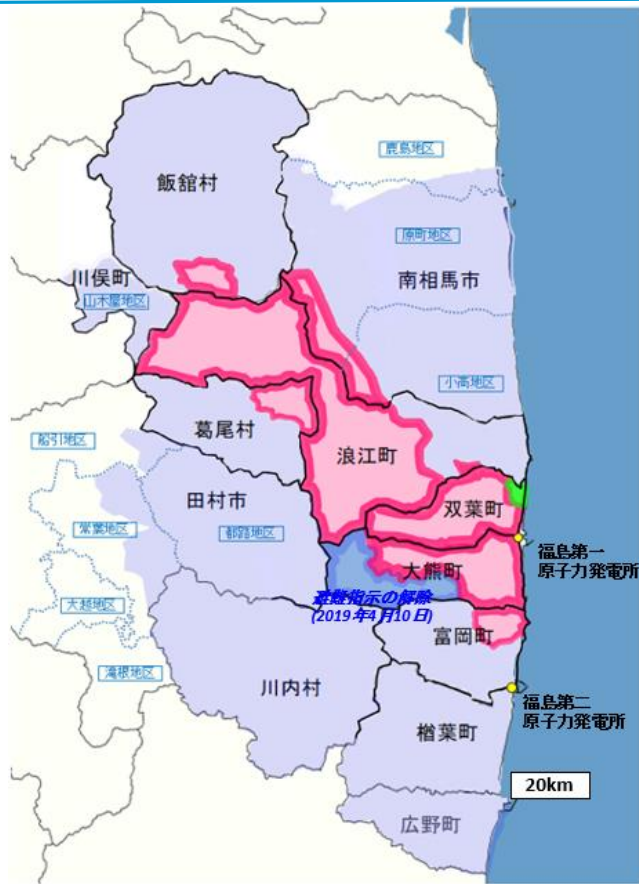 鹿島地区
飯舘村
原町地区
川俣町
南相馬市
山木屋地区
小高地区
葛尾村
船引地区
浪江町
田村市
双葉町
常葉地区
都路地区
福島第一
原子力発電所
大熊町
避難指示の解除
(2019年4月10日)
大越地区
富岡町
滝根地区
川内村
福島第二
原子力発電所
楢葉町
20km
広野町